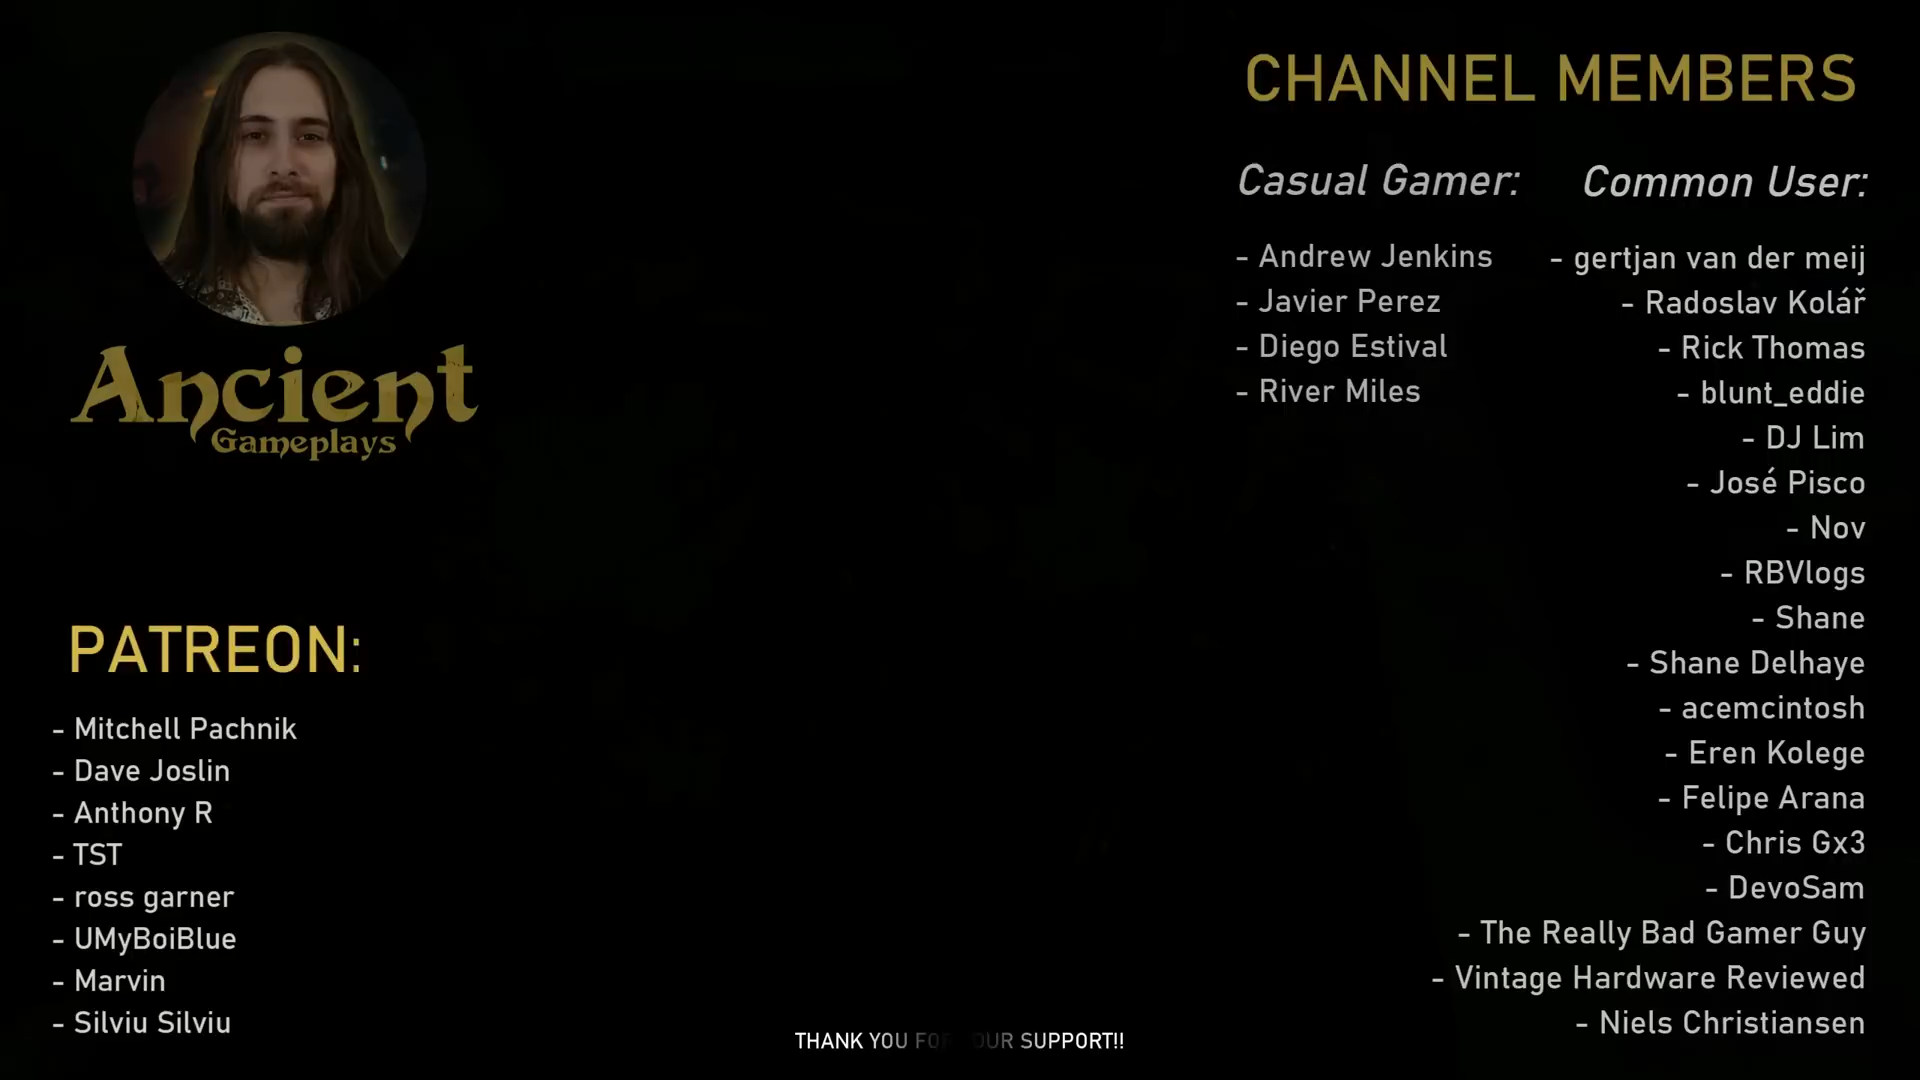 Ancient
Gameplays
PATREON:
- Mitchell Pachnik
- Dave Joslin
- Anthony R
- TST
- ross garner
- UMyBoiBlue
- Marvin
- Silviu Silviu
CHANNEL MEMBERS
Casual Gamer:
- Andrew Jenkins
- Javier Perez
- Diego Estival
- River Miles
Common User:
- gertjan van der meij
- Radoslav Kolář
- Rick Thomas
- blunt_eddie
- DJ Lim
- José Pisco
- Nov
- RBVlogs
- Shane
- Shane Delhaye
- acemcintosh
- Eren Kolege
- Felipe Arana
- Chris Gx3
- DevoSam
- The Really Bad Gamer Guy
- Vintage Hardware Reviewed
- Niels Christiansen
THANK YOU FOR YOUR SUPPORT!!